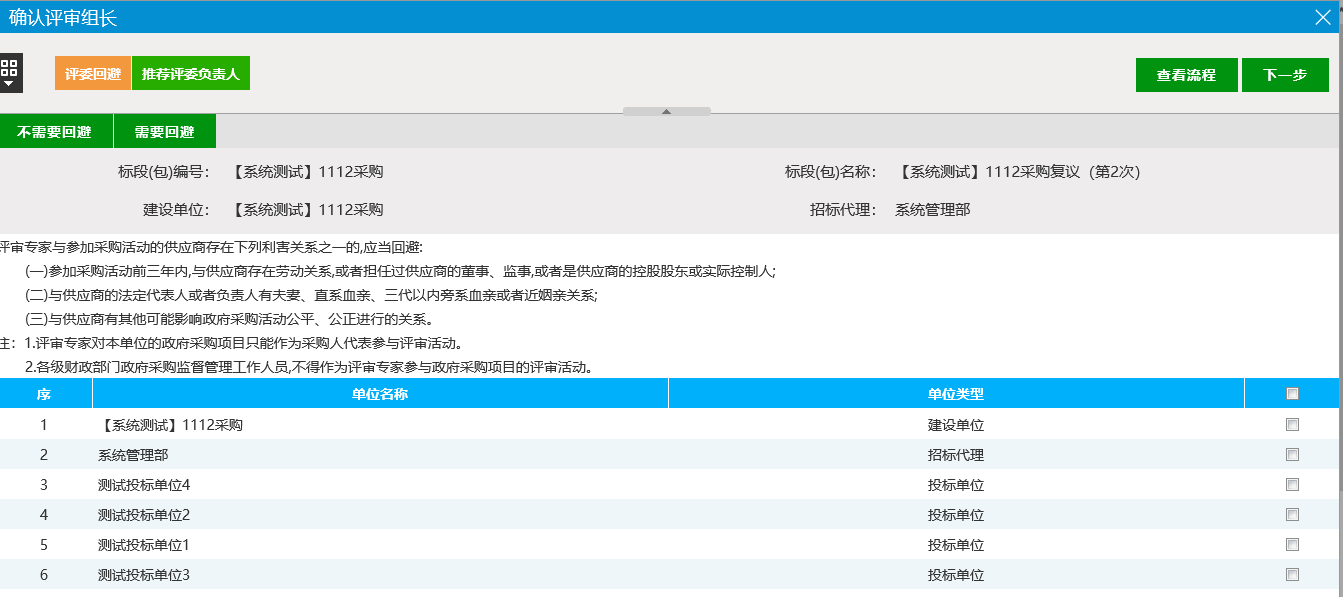 确认评审组长
评委回避 推荐评委负责人 查看流程 下一步
不需要回避 需要回避
标段(包)编号： 【系统测试】1112采购 标段(包)名称： 【系统测试】1112采购复议（第2次）
建设单位： 【系统测试】1112采购 招标代理： 系统管理部
评审专家与参加采购活动的供应商存在下列利害关系之一的,应当回避:
(一)参加采购活动前三年内,与供应商存在劳动关系,或者担任过供应商的董事、监事,或者是供应商的控股股东或实际控制人;
(二)与供应商的法定代表人或者负责人有夫妻、直系血亲、三代以内旁系血亲或者近姻亲关系;
(三)与供应商有其他可能影响政府采购活动公平、公正进行的关系。
注：1.评审专家对本单位的政府采购项目只能作为采购人代表参与评审活动。
2.各级财政部门政府采购监督管理工作人员,不得作为评审专家参与政府采购项目的评审活动。
序 单位名称 单位类型
1 【系统测试】1112采购 建设单位
2 系统管理部 招标代理
3 测试投标单位4 投标单位
4 测试投标单位2 投标单位
5 测试投标单位1 投标单位
6 测试投标单位3 投标单位